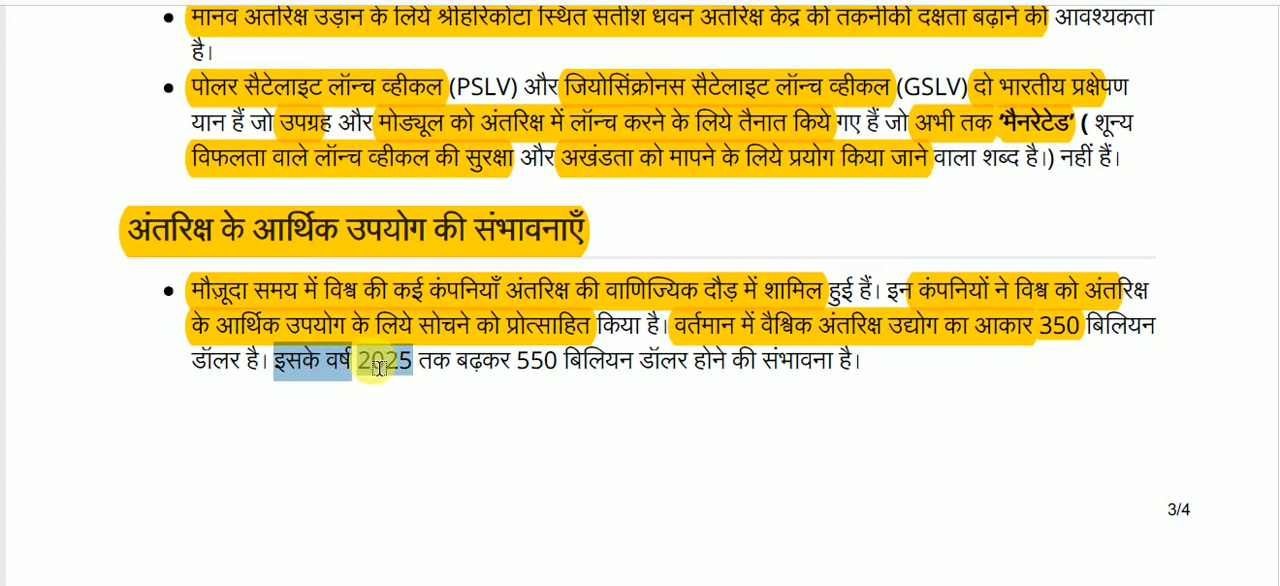 मानव अंतरिक्ष उड़ान के लिये श्रीहरिकोटा स्थित सतीश धवन अंतरिक्ष केंद्र की तकनीकी दक्षता बढ़ाने की आवश्यकता
है।
पोलर सैटेलाइट लॉन्च व्हीकल (PSLV) और जियोसिंक्रोनस सैटेलाइट लॉन्च व्हीकल (GSLV) दो भारतीय प्रक्षेपण
यान हैं जो उपग्रह और मोड्यूल को अंतरिक्ष में लॉन्च करने के लिये तैनात किये गए हैं जो अभी तक ‘मैनरेटेड’ ( शून्य
विफलता वाले लॉन्च व्हीकल की सुरक्षा और अखंडता को मापने के लिये प्रयोग किया जाने वाला शब्द है।) नहीं हैं।
अंतरिक्ष के आर्थिक उपयोग की संभावनाएँ
मौज़ूदा समय में विश्व की कई कंपनियाँ अंतरिक्ष की वाणिज्यिक दौड़ में शामिल हुई हैं। इन कंपनियों ने विश्व को अंतरिक्ष
के आर्थिक उपयोग के लिये सोचने को प्रोत्साहित किया है। वर्तमान में वैश्विक अंतरिक्ष उद्योग का आकार 350 बिलियन
डॉलर है। इसके वर्ष 2025 तक बढ़कर 550 बिलियन डॉलर होने की संभावना है।
3/4